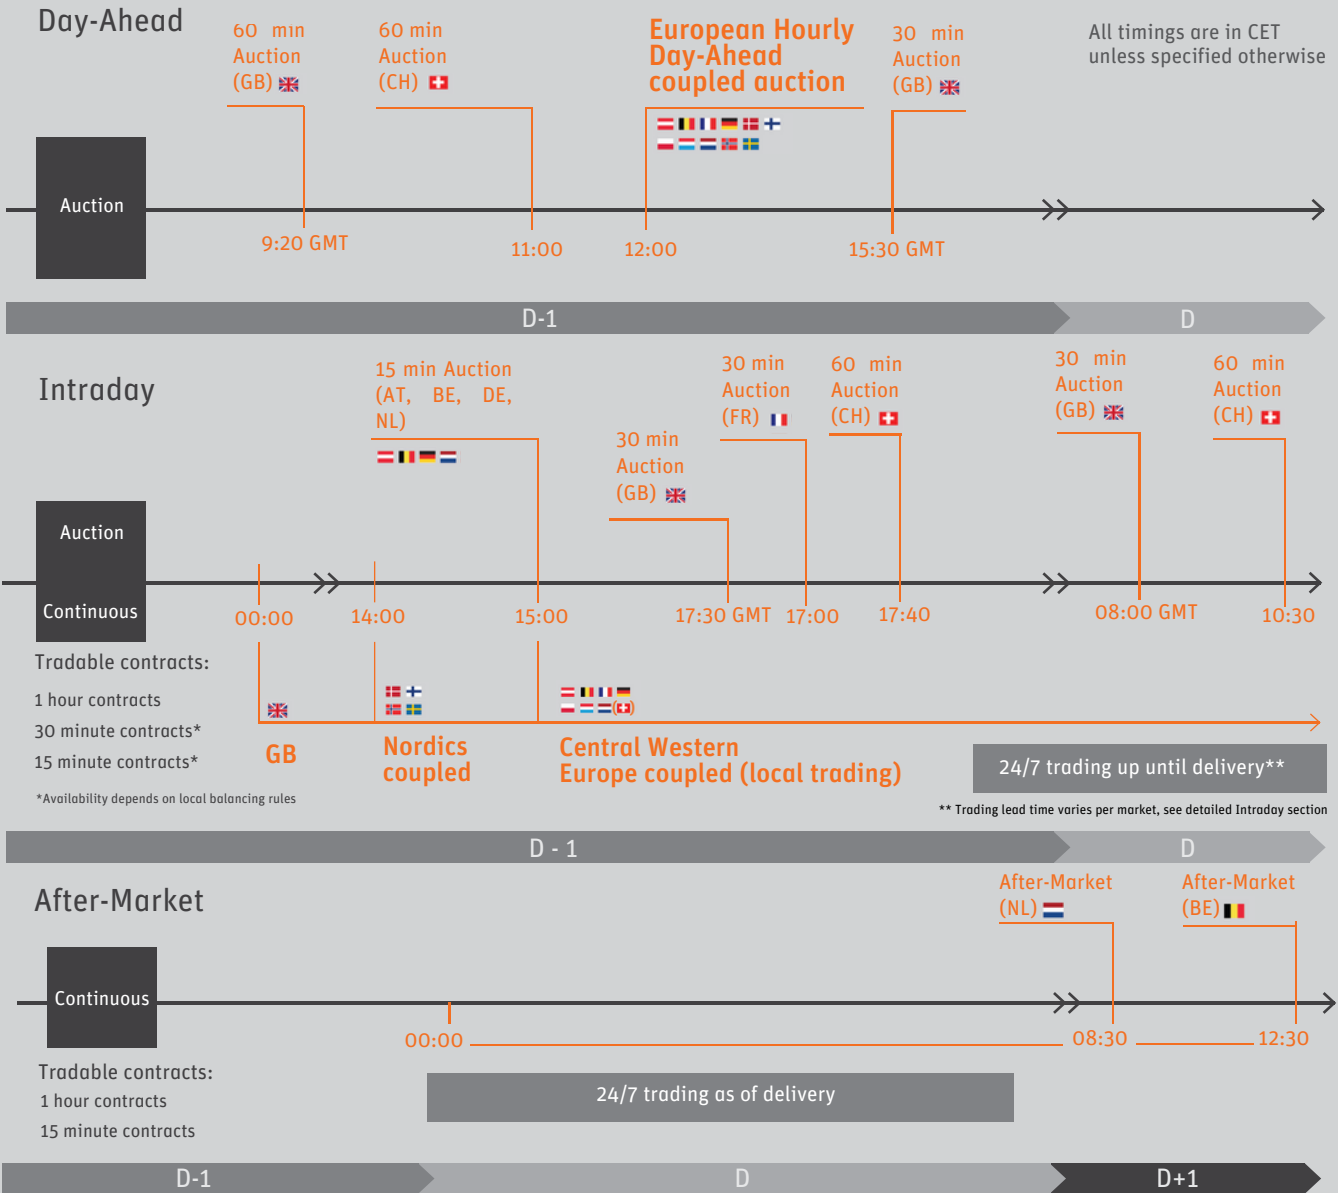 Day-Ahead
60 min
Auction
(GB)
60 min
Auction
(CH)
European Hourly
Day-Ahead
coupled auction
30 min
Auction
(GB)
All timings are in CET
unless specified otherwise
Auction
9:20 GMT
11:00
12:00
15:30 GMT
D-1
D
Intraday
15 min Auction
(AT, BE, DE,
NL)
30 min
Auction
(GB)
30 min
Auction
(FR)
60 min
Auction
(CH)
30 min
Auction
(GB)
60 min
Auction
(CH)
Auction
Continuous
00:00
14:00
15:00
17:30 GMT
17:00
17:40
08:00 GMT
10:30
Tradable contracts:
1 hour contracts
30 minute contracts*
15 minute contracts*
*Availability depends on local balancing rules
GB
Nordics
coupled
( )
Central Western
Europe coupled (local trading)
24/7 trading up until delivery**
** Trading lead time varies per market, see detailed Intraday section
D - 1
D
After-Market
After-Market
(NL)
After-Market
(BE)
Continuous
00:00
08:30
12:30
Tradable contracts:
1 hour contracts
15 minute contracts
24/7 trading as of delivery
D-1
D
D+1